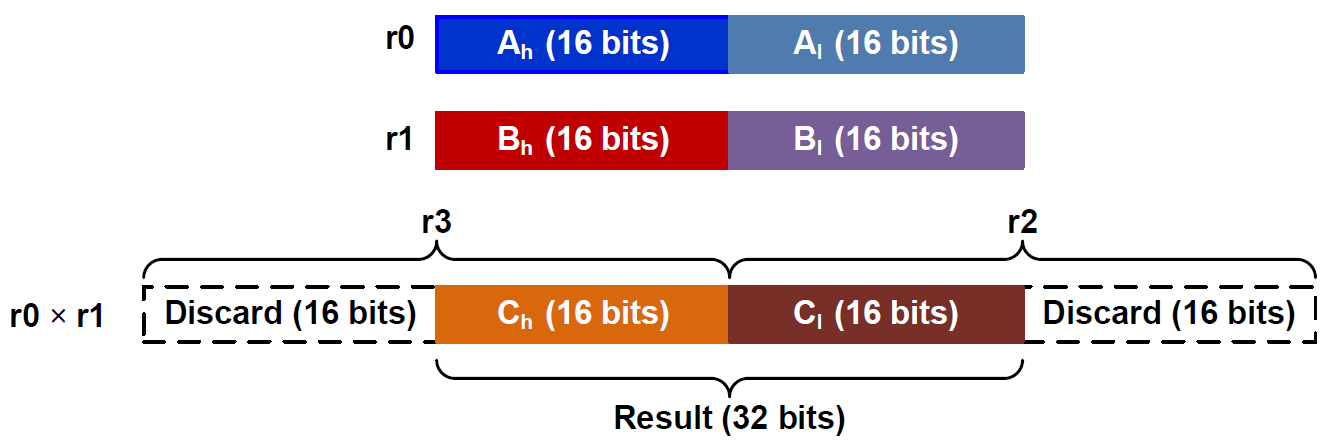 r0 Aₕ (16 bits) Aₗ (16 bits)
r1 Bₕ (16 bits) Bₗ (16 bits)
r3 r2
r0 × r1 Discard (16 bits) Cₕ (16 bits) Cₗ (16 bits) Discard (16 bits)
Result (32 bits)